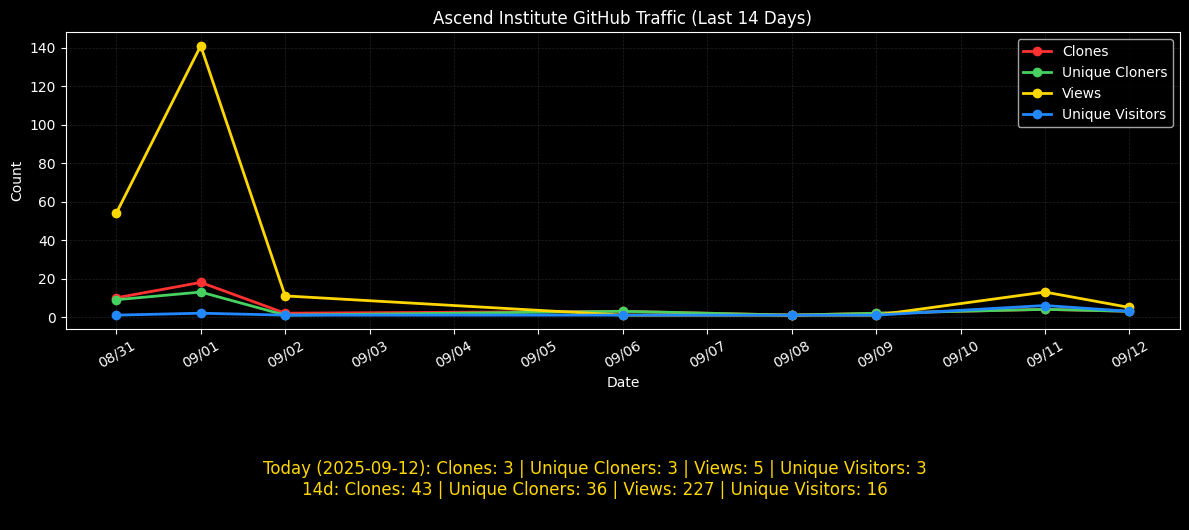 Ascend Institute GitHub Traffic (Last 14 Days)
Clones
Unique Cloners
Views
Unique Visitors
Count
140
120
100
80
60
40
20
0
08/31
09/01
09/02
09/03
09/04
09/05
09/06
09/07
09/08
09/09
09/10
09/11
09/12
Date
Today (2025-09-12): Clones: 3 | Unique Cloners: 3 | Views: 5 | Unique Visitors: 3
14d: Clones: 43 | Unique Cloners: 36 | Views: 227 | Unique Visitors: 16